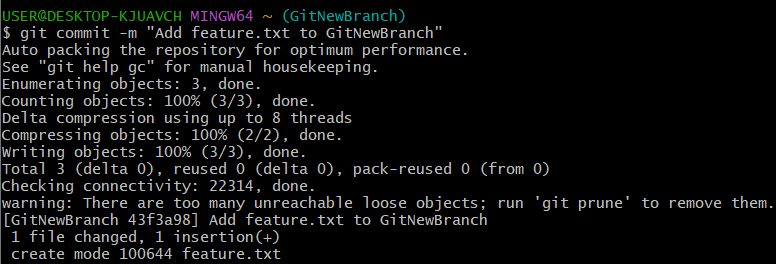 USER@DESKTOP-KJUAVCH MINGW64 ~ (GitNewBranch)
$ git commit -m "Add feature.txt to GitNewBranch"
Auto packing the repository for optimum performance.
See "git help gc" for manual housekeeping.
Enumerating objects: 3, done.
Counting objects: 100% (3/3), done.
Delta compression using up to 8 threads
Compressing objects: 100% (2/2), done.
Writing objects: 100% (3/3), done.
Total 3 (delta 0), reused 0 (delta 0), pack-reused 0 (from 0)
Checking connectivity: 22314, done.
warning: There are too many unreachable loose objects; run 'git prune' to remove them.
[GitNewBranch 43f3a98] Add feature.txt to GitNewBranch
 1 file changed, 1 insertion(+)
 create mode 100644 feature.txt